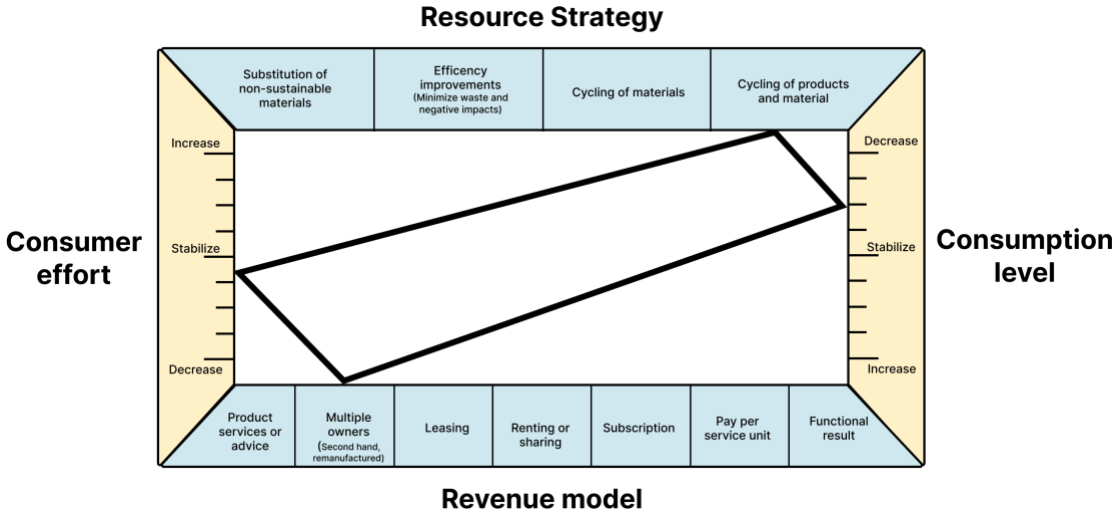 Resource Strategy
Substitution of
non-sustainable
materials
Efficency
improvements
(Minimize waste and
negative impacts)
Cycling of materials
Cycling of products
and material
Increase
Stabilize
Decrease
Consumer
effort
Decrease
Stabilize
Increase
Consumption
level
Product
services or
advice
Multiple
owners
(Second hand,
remanufactured)
Leasing
Renting or
sharing
Subscription
Pay per
service unit
Functional
result
Revenue model